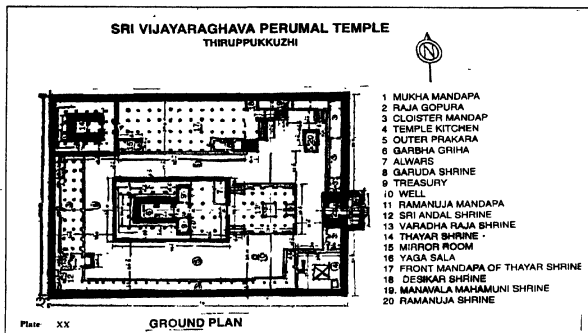 SRI VIJAYARAGHAVA PERUMAL TEMPLE
THIRUPPUKKUZHI
N
1 MUKHA MANDAPA
2 RAJA GOPURA
3 CLOISTER MANDAP
4 TEMPLE KITCHEN
5 OUTER PRAKARA
6 GARBHA GRIHA
7 ALWARS
8 GARUDA SHRINE
9 TREASURY
10 WELL
11 RAMANUJA MANDAPA
12 SRI ANDAL SHRINE
13 VARADHA RAJA SHRINE
14 THAYAR SHRINE
15 MIRROR ROOM
16 YAGA SALA
17 FRONT MANDAPA OF THAYAR SHRINE
18 DESIKAR SHRINE
19. MANAVALA MAHAMUNI SHRINE
20 RAMANUJA SHRINE
Plate XX
GROUND PLAN